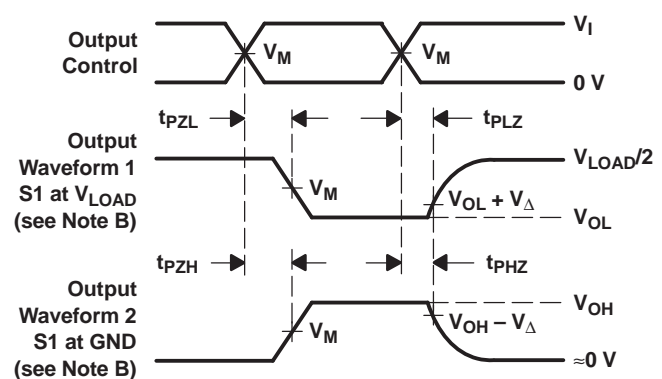 Output
Control
V_M
V_M
V_I
0 V
t_PZL
t_PLZ
Output
Waveform 1
S1 at V_LOAD
(see Note B)
V_M
V_LOAD/2
V_OL + V_Δ
V_OL
t_PZH
t_PHZ
Output
Waveform 2
S1 at GND
(see Note B)
V_M
V_OH
V_OH − V_Δ
≈0 V